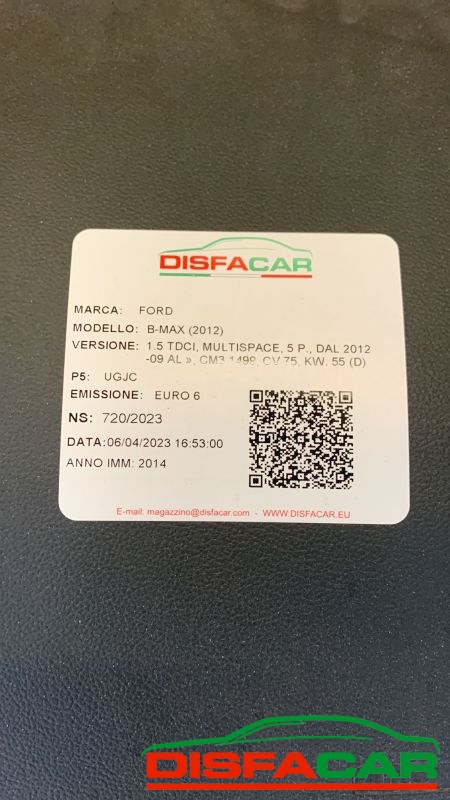 DISFACAR
MARCA: FORD
MODELLO: B-MAX (2012)
VERSIONE: 1.5 TDCI, MULTISPACE, 5 P., DAL 2012
-09 AL », CM3 1499, CV 75, KW. 55 (D)
P5: UGJC
EMISSIONE: EURO 6
NS: 720/2023
DATA:06/04/2023 16:53:00
ANNO IMM: 2014
E-mail: magazzino@disfacar.com - WWW.DISFACAR.EU
DISFACAR